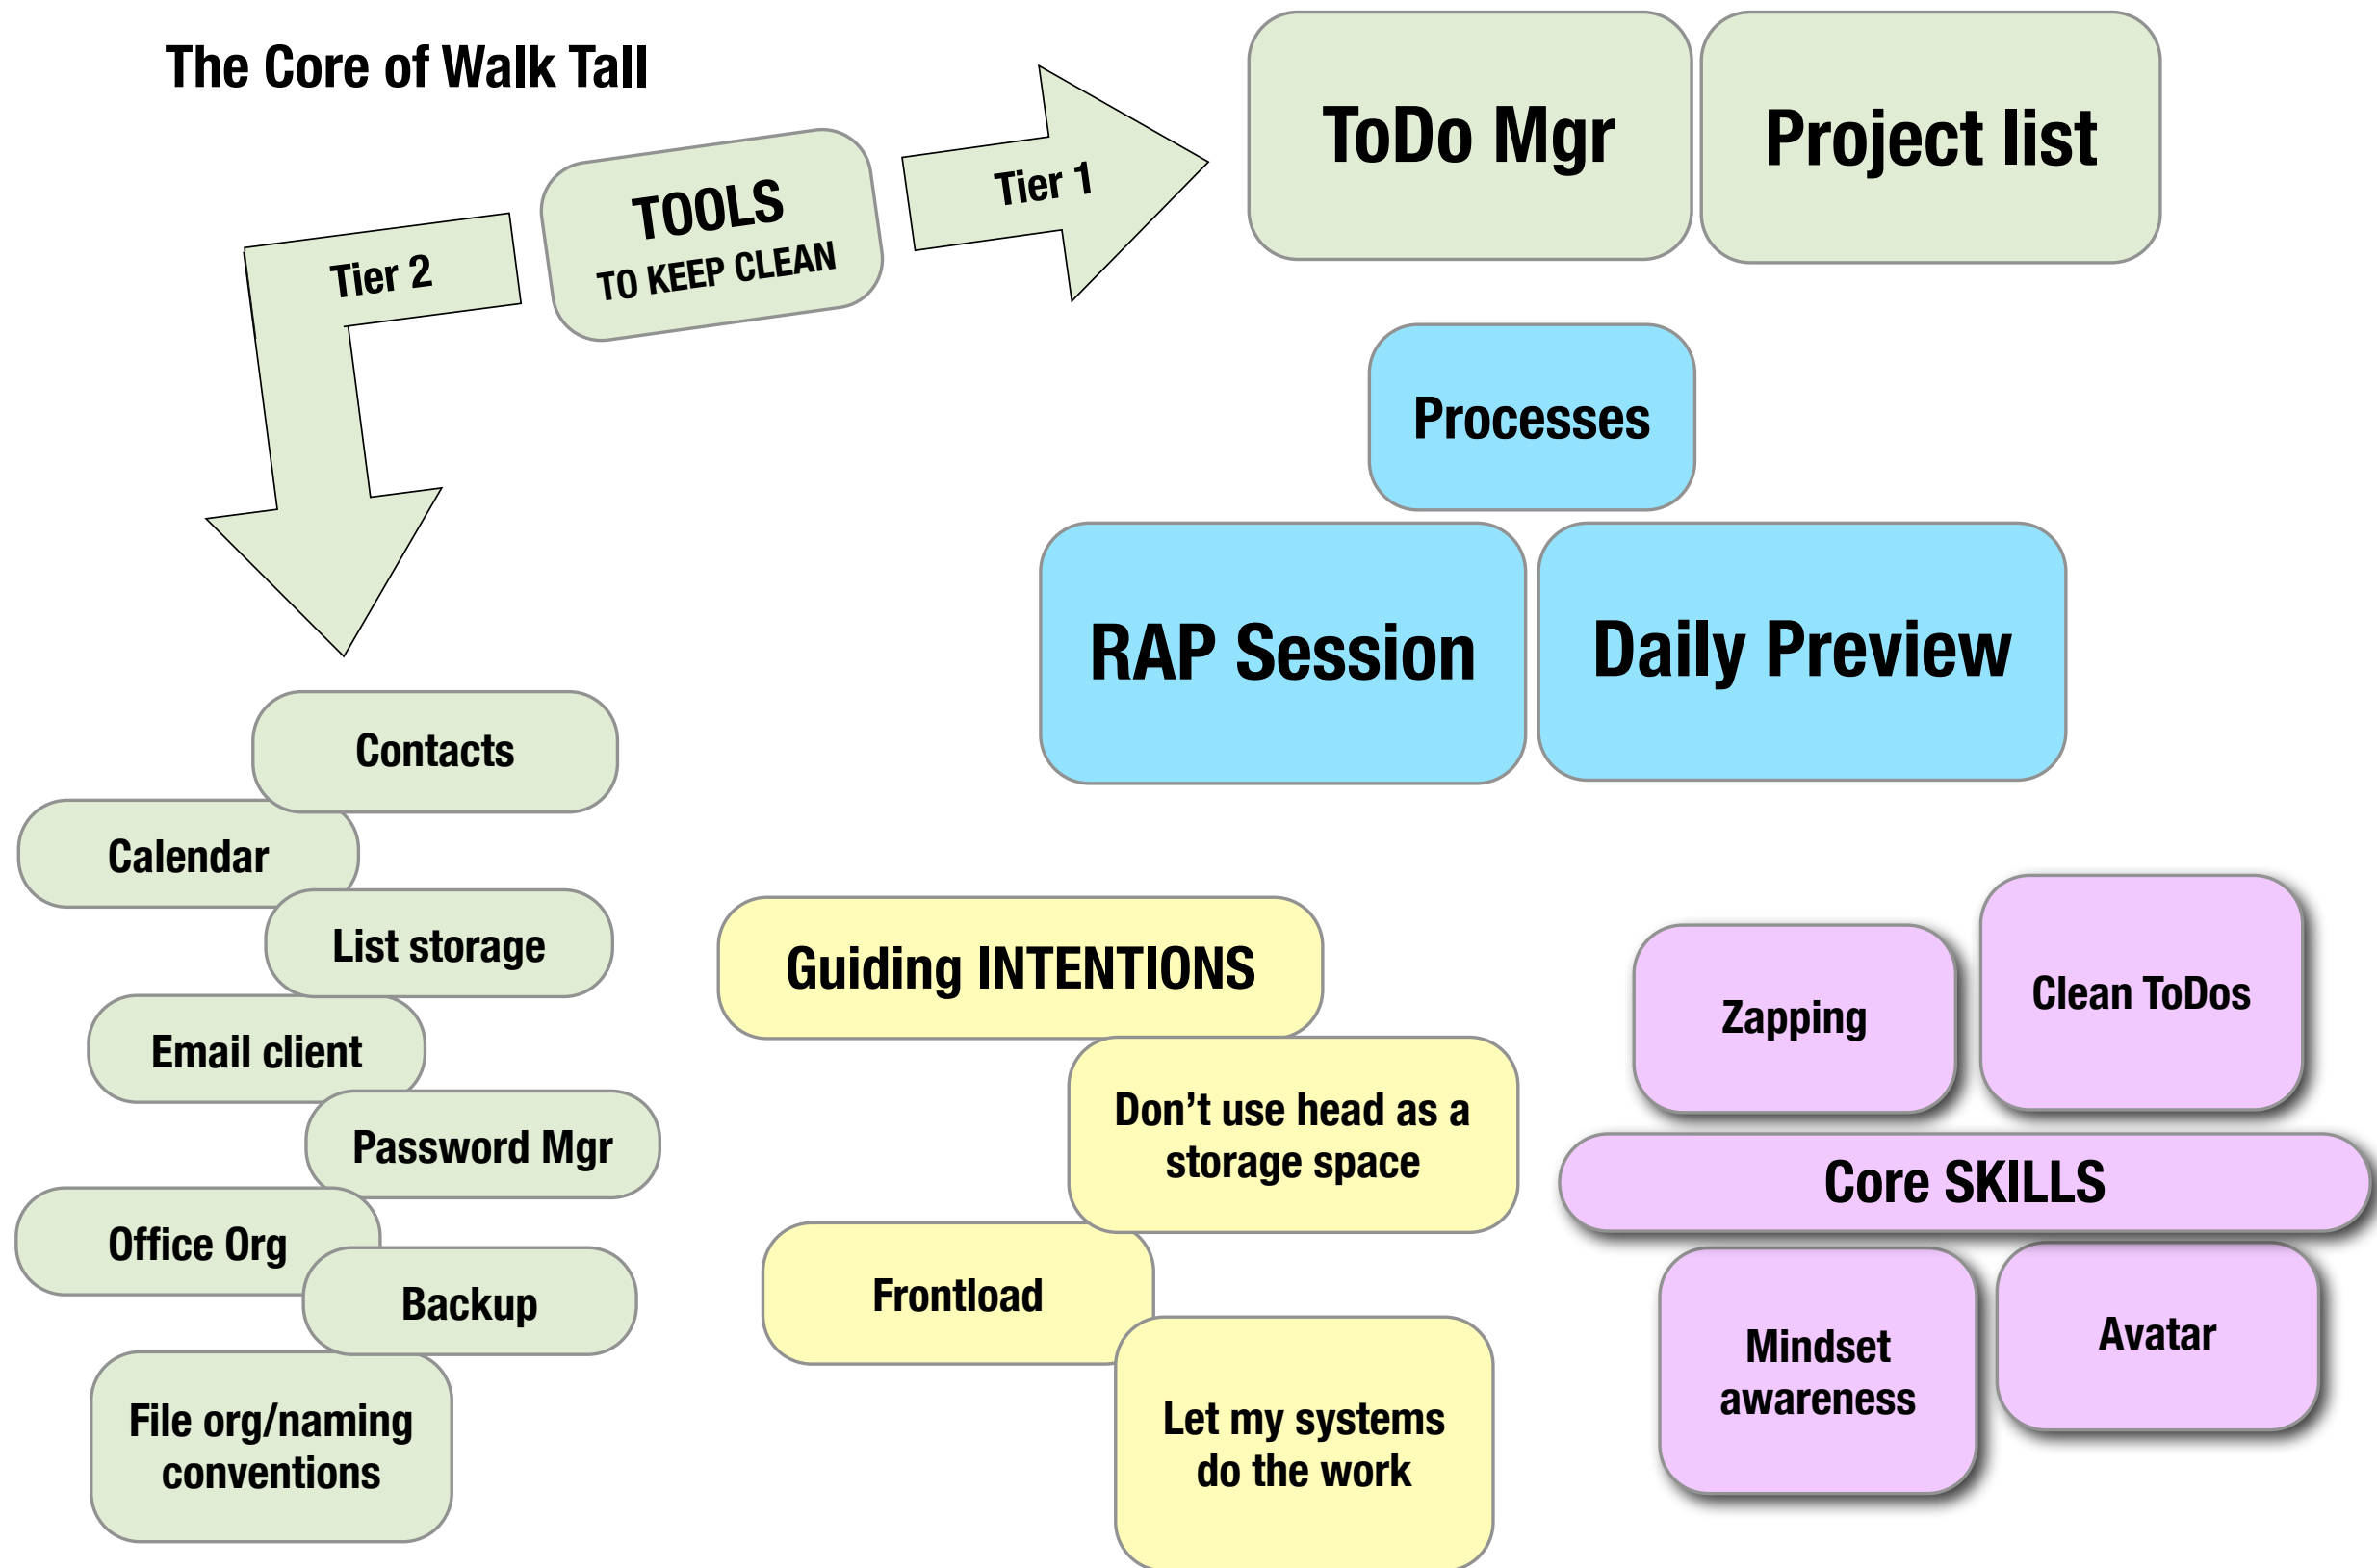 The Core of Walk Tall
TOOLS
TO KEEP CLEAN
Tier 1
Tier 2
ToDo Mgr
Project list
Processes
RAP Session
Daily Preview
Contacts
Calendar
List storage
Email client
Password Mgr
Office Org
Backup
File org/naming
conventions
Guiding INTENTIONS
Don’t use head as a
storage space
Frontload
Let my systems
do the work
Zapping
Clean ToDos
Core SKILLS
Mindset
awareness
Avatar